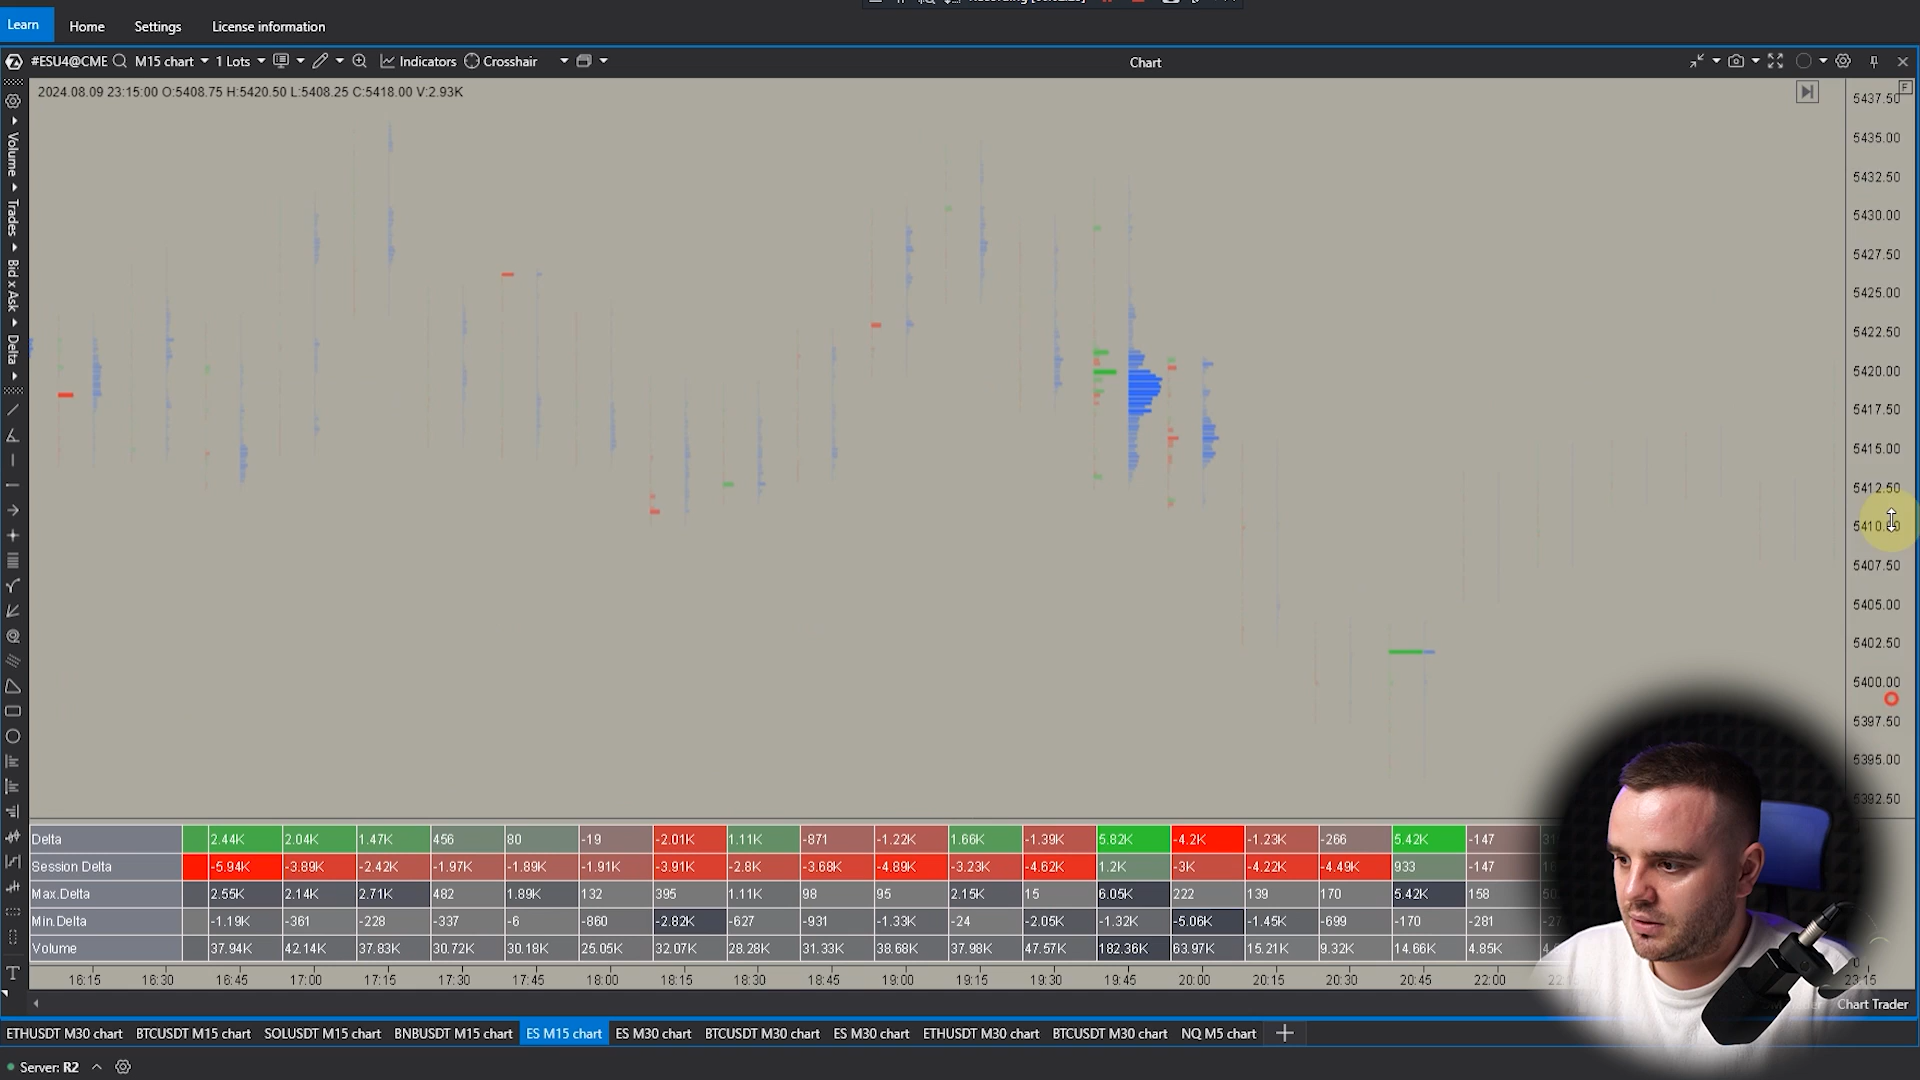 Learn Home Settings License information
#ESU4@CME M15 chart 1 Lots Indicators Crosshair Chart
2024.08.09 23:15:00 O:5408.75 H:5420.50 L:5408.25 C:5418.00 V:2.93K
F
Volume
Trades
Bid x Ask
Delta
T
5437.50
5435.00
5432.50
5430.00
5427.50
5425.00
5422.50
5420.00
5417.50
5415.00
5412.50
5410.00
5407.50
5405.00
5402.50
5400.00
5397.50
5395.00
5392.50
Delta 2.44K 2.04K 1.47K 456 80 -19 -2.01K 1.11K -871 -1.22K 1.66K -1.39K 5.82K -4.2K -1.23K -266 5.42K -147
Session Delta -5.94K -3.89K -2.42K -1.97K -1.89K -1.91K -3.91K -2.8K -3.68K -4.89K -3.23K -4.62K 1.2K -3K -4.22K -4.49K 933 -147
Max.Delta 2.55K 2.14K 2.71K 482 1.89K 132 395 1.11K 98 95 2.15K 15 6.05K 222 139 170 5.42K 158
Min.Delta -1.19K -361 -228 -337 -6 -860 -2.82K -627 -931 -1.33K -24 -2.05K -1.32K -5.06K -1.45K -699 -170 -281
Volume 37.94K 42.14K 37.83K 30.72K 30.18K 25.05K 32.07K 28.28K 31.33K 38.68K 37.98K 47.57K 182.36K 63.97K 15.21K 9.32K 14.66K 4.85K
16:15 16:30 16:45 17:00 17:15 17:30 17:45 18:00 18:15 18:30 18:45 19:00 19:15 19:30 19:45 20:00 20:15 20:30 20:45 22:00 23:15
Chart Trader
ETHUSDT M30 chart BTCUSDT M15 chart SOLUSDT M15 chart BNBUSDT M15 chart ES M15 chart ES M30 chart BTCUSDT M30 chart ES M30 chart ETHUSDT M30 chart BTCUSDT M30 chart NQ M5 chart
Server: R2